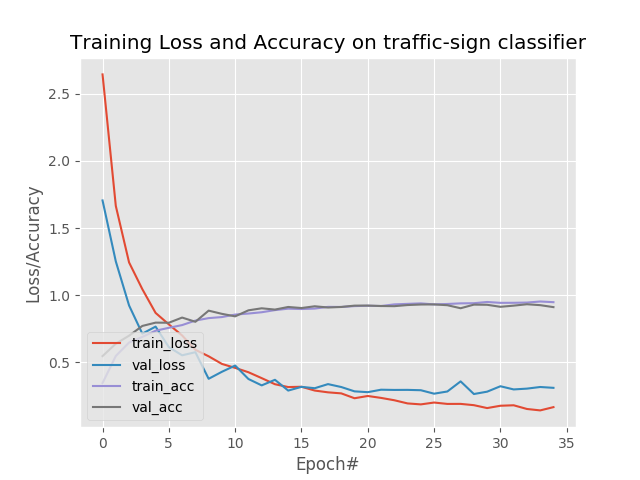 Training Loss and Accuracy on traffic-sign classifier
Loss/Accuracy
2.5
2.0
1.5
1.0
0.5
train_loss
val_loss
train_acc
val_acc
0 5 10 15 20 25 30 35
Epoch#